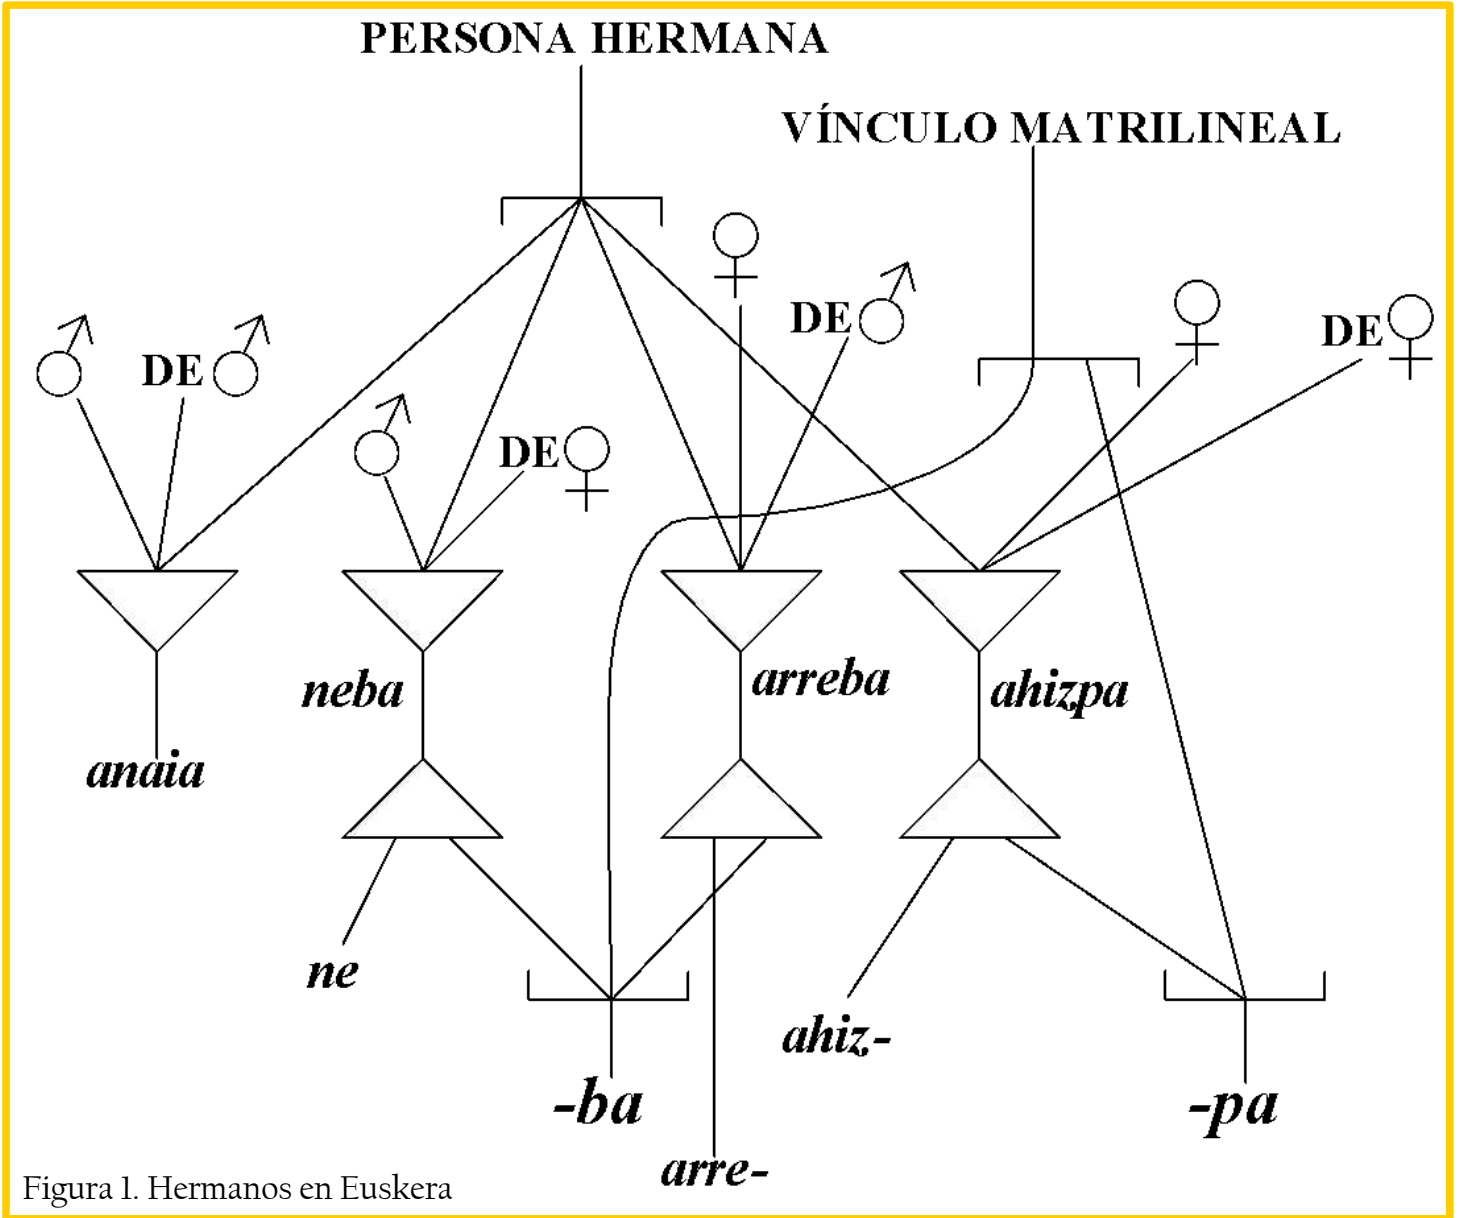 PERSONA HERMANA
VÍNCULO MATRILINEAL
♀
DE ♂
♀
DE ♀
♂
DE ♂
♂
DE ♀
neba
arreba
ahizpa
anaia
ne
ahiz-
-ba
-pa
arre-
Figura 1. Hermanos en Euskera